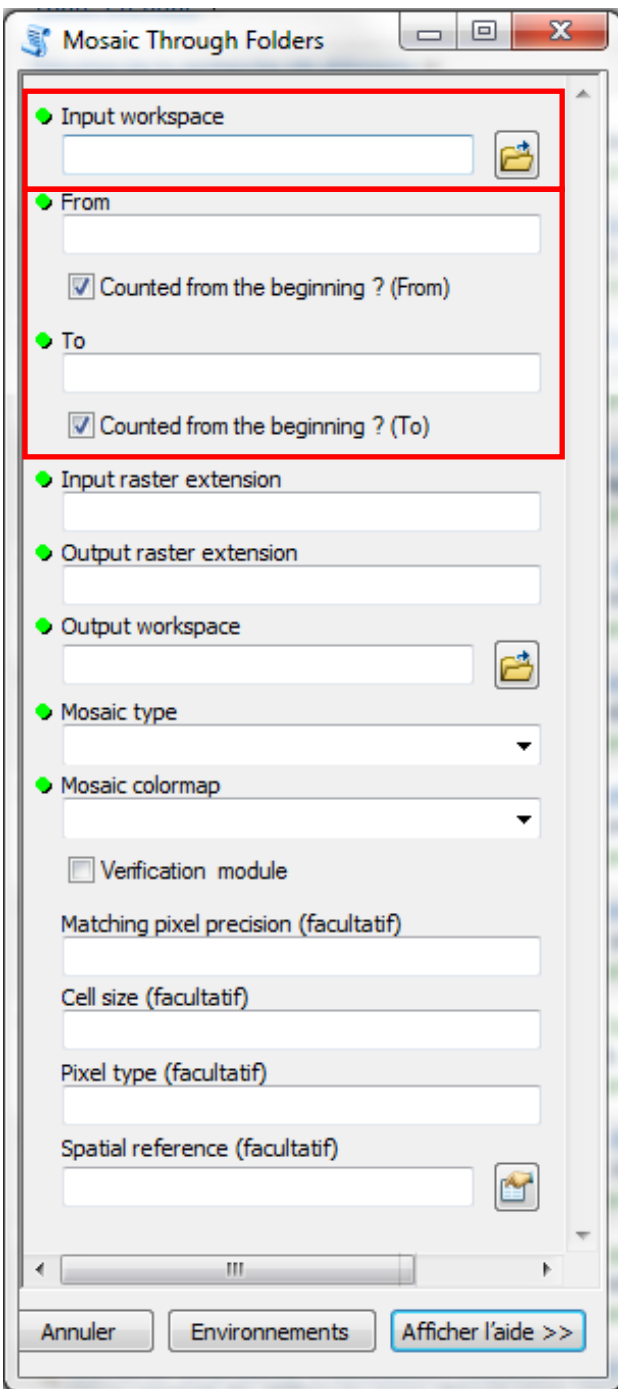 Mosaic Through Folders
Input workspace
From
Counted from the beginning ? (From)
To
Counted from the beginning ? (To)
Input raster extension
Output raster extension
Output workspace
Mosaic type
Mosaic colormap
Verification module
Matching pixel precision (facultatif)
Cell size (facultatif)
Pixel type (facultatif)
Spatial reference (facultatif)
Annuler
Environnements
Afficher l'aide >>